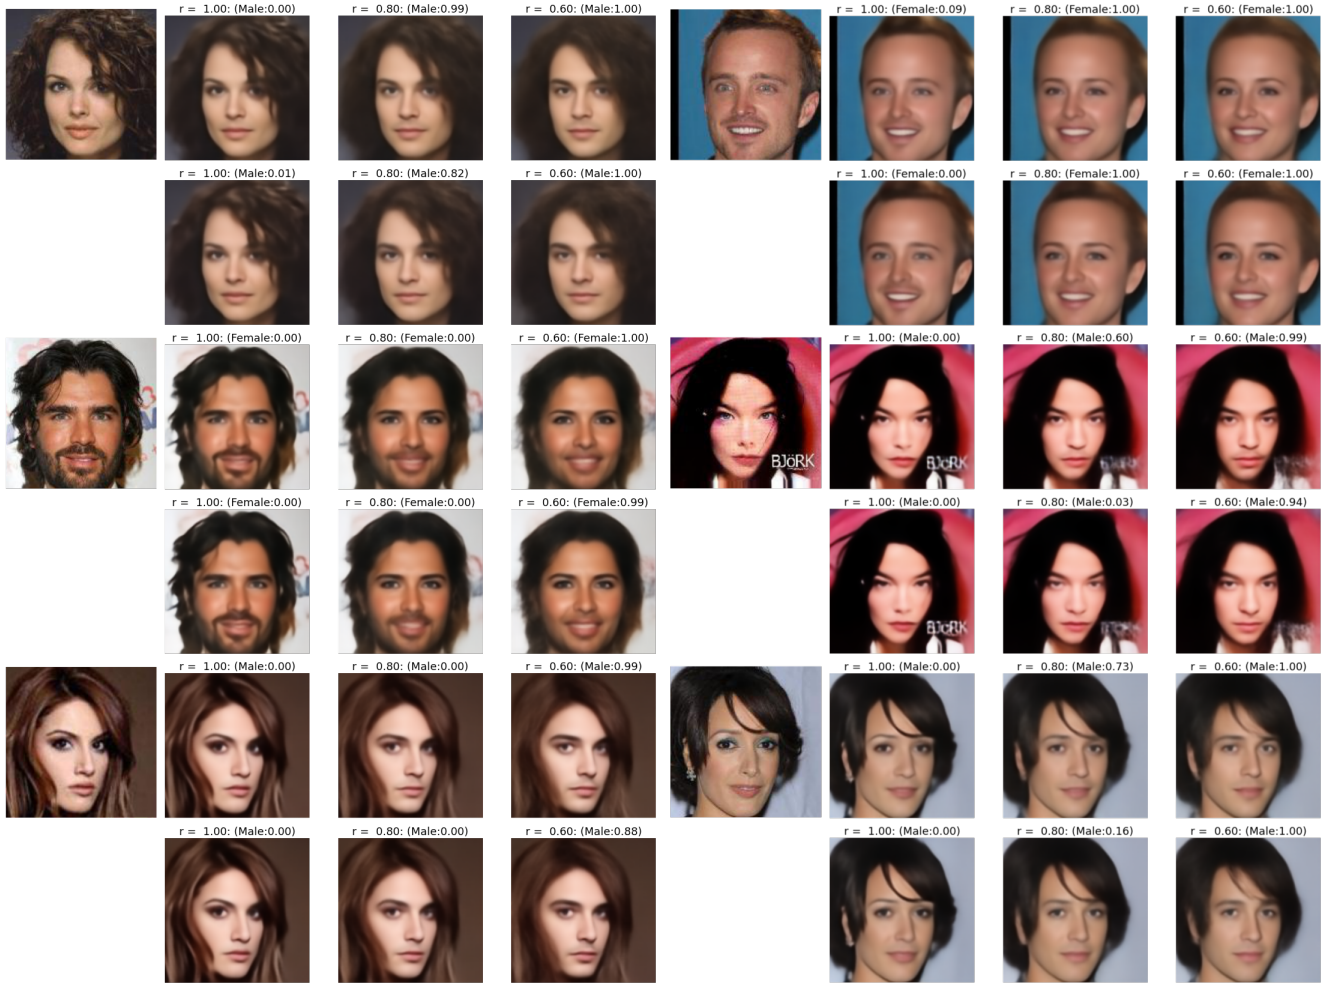 r = 1.00: (Male:0.00) r = 0.80: (Male:0.99) r = 0.60: (Male:1.00) r = 1.00: (Female:0.09) r = 0.80: (Female:1.00) r = 0.60: (Female:1.00)
r = 1.00: (Male:0.01) r = 0.80: (Male:0.82) r = 0.60: (Male:1.00) r = 1.00: (Female:0.00) r = 0.80: (Female:1.00) r = 0.60: (Female:1.00)
r = 1.00: (Female:0.00) r = 0.80: (Female:0.00) r = 0.60: (Female:1.00) r = 1.00: (Male:0.00) r = 0.80: (Male:0.60) r = 0.60: (Male:0.99)
BJöRK BJöRK
r = 1.00: (Female:0.00) r = 0.80: (Female:0.00) r = 0.60: (Female:0.99) r = 1.00: (Male:0.00) r = 0.80: (Male:0.03) r = 0.60: (Male:0.94)
r = 1.00: (Male:0.00) r = 0.80: (Male:0.00) r = 0.60: (Male:0.99) r = 1.00: (Male:0.00) r = 0.80: (Male:0.73) r = 0.60: (Male:1.00)
r = 1.00: (Male:0.00) r = 0.80: (Male:0.00) r = 0.60: (Male:0.88) r = 1.00: (Male:0.00) r = 0.80: (Male:0.16) r = 0.60: (Male:1.00)